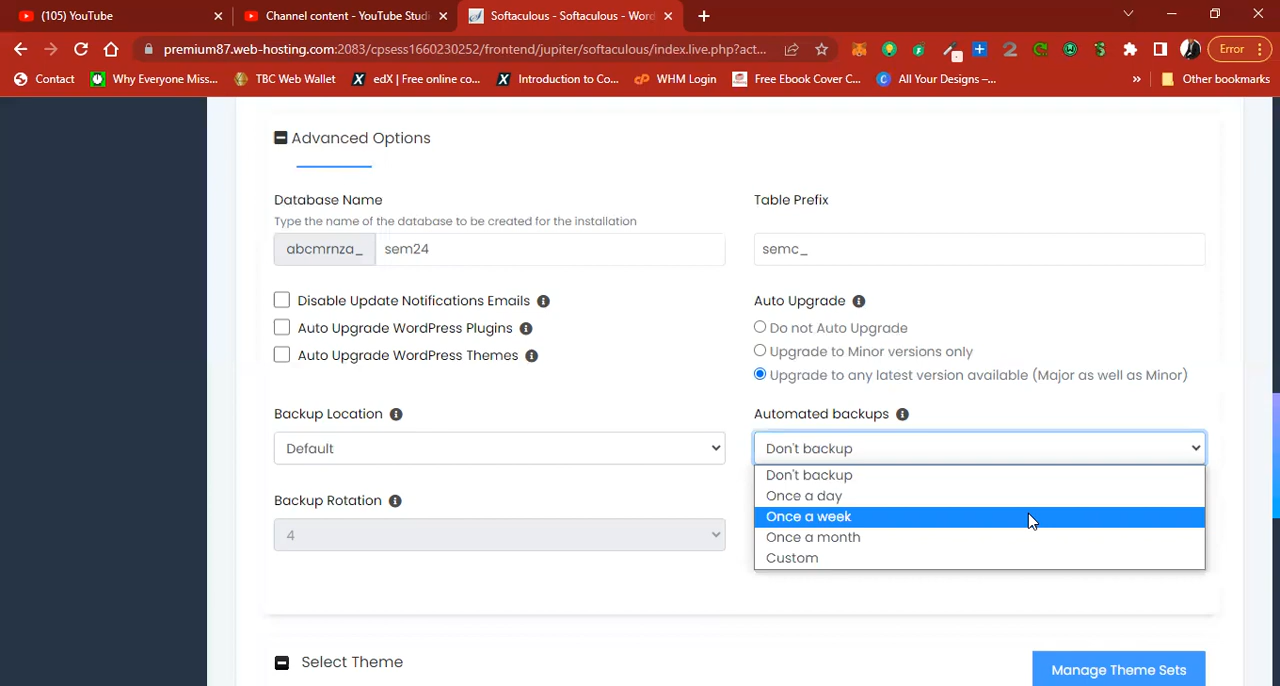 (105) YouTube
Channel content - YouTube Studi
Softaculous - Softaculous - Word
premium87.web-hosting.com:2083/cpsess1660230252/frontend/jupiter/softaculous/index.live.php?act...
Error
Contact
Why Everyone Miss...
TBC Web Wallet
edX | Free online co...
Introduction to Co...
WHM Login
Free Ebook Cover C...
All Your Designs –...
»
Other bookmarks
Advanced Options
Database Name
Table Prefix
Type the name of the database to be created for the installation
abcmrnza_ sem24
semc_
Disable Update Notifications Emails
Auto Upgrade
Auto Upgrade WordPress Plugins
Do not Auto Upgrade
Auto Upgrade WordPress Themes
Upgrade to Minor versions only
Upgrade to any latest version available (Major as well as Minor)
Backup Location
Automated backups
Default
Don't backup
Don't backup
Once a day
Once a week
Once a month
Custom
Backup Rotation
4
Select Theme
Manage Theme Sets